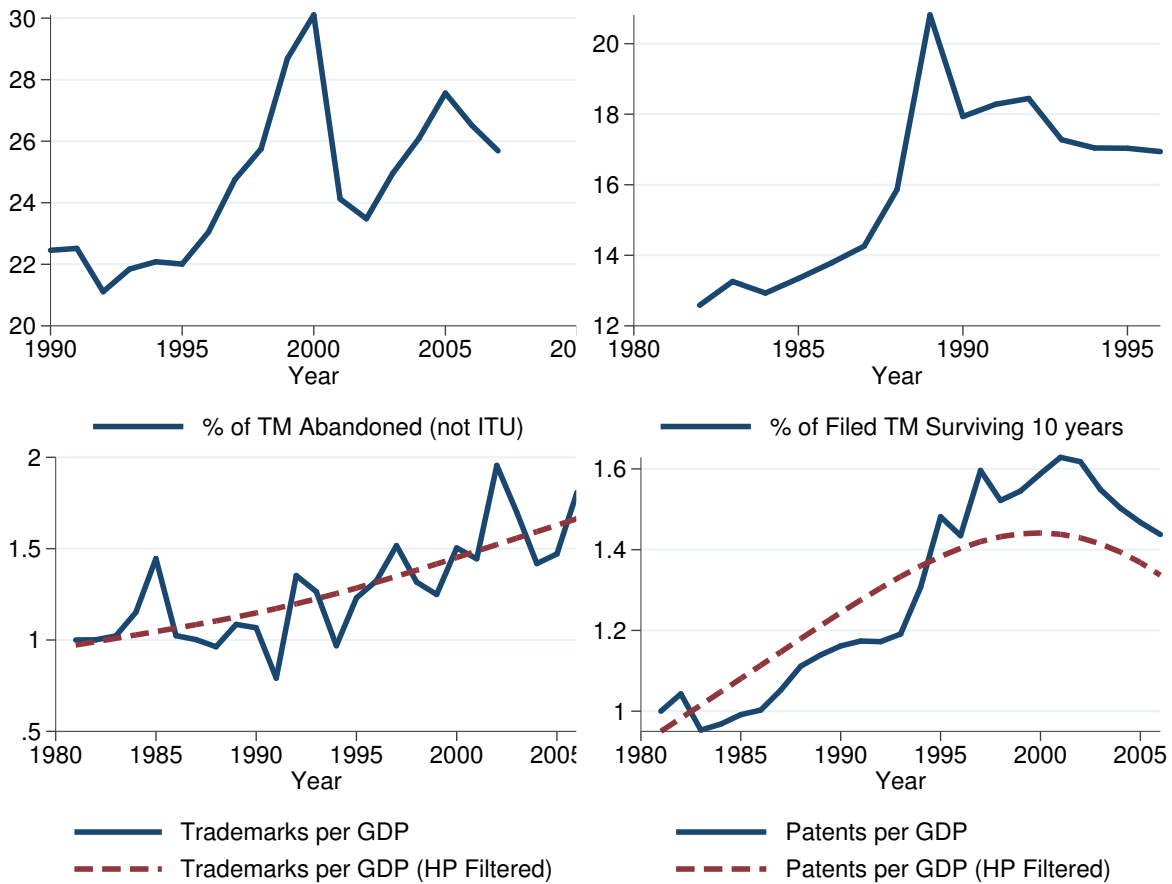 30
28
26
24
22
20
1990 1995 2000 2005 20
Year
% of TM Abandoned (not ITU)
20
18
16
14
12
1980 1985 1990 1995
Year
% of Filed TM Surviving 10 years
2
1.5
1
.5
1980 1985 1990 1995 2000 2005
Year
Trademarks per GDP
Trademarks per GDP (HP Filtered)
1.6
1.4
1.2
1
1980 1985 1990 1995 2000 2005
Year
Patents per GDP
Patents per GDP (HP Filtered)